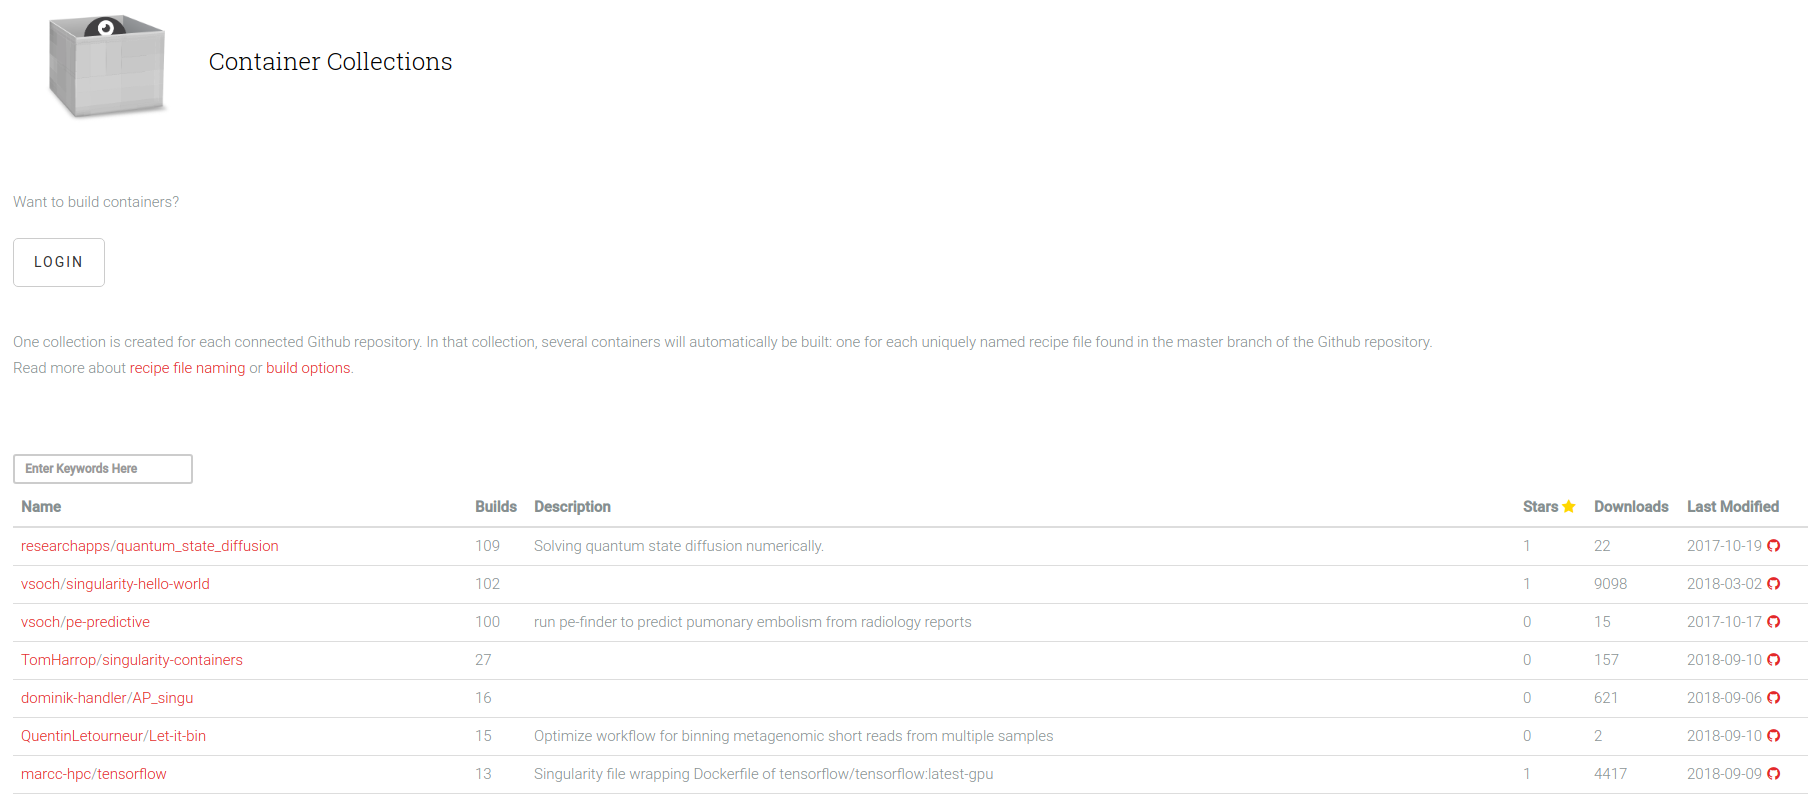 Container Collections
Want to build containers?
LOGIN
One collection is created for each connected Github repository. In that collection, several containers will automatically be built: one for each uniquely named recipe file found in the master branch of the Github repository.
Read more about recipe file naming or build options.
Enter Keywords Here
Name Builds Description Stars Downloads Last Modified
researchapps/quantum_state_diffusion 109 Solving quantum state diffusion numerically. 1 22 2017-10-19
vsoch/singularity-hello-world 102 1 9098 2018-03-02
vsoch/pe-predictive 100 run pe-finder to predict pumonary embolism from radiology reports 0 15 2017-10-17
TomHarrop/singularity-containers 27 0 157 2018-09-10
dominik-handler/AP_singu 16 0 621 2018-09-06
QuentinLetourneur/Let-it-bin 15 Optimize workflow for binning metagenomic short reads from multiple samples 0 2 2018-09-10
marcc-hpc/tensorflow 13 Singularity file wrapping Dockerfile of tensorflow/tensorflow:latest-gpu 1 4417 2018-09-09